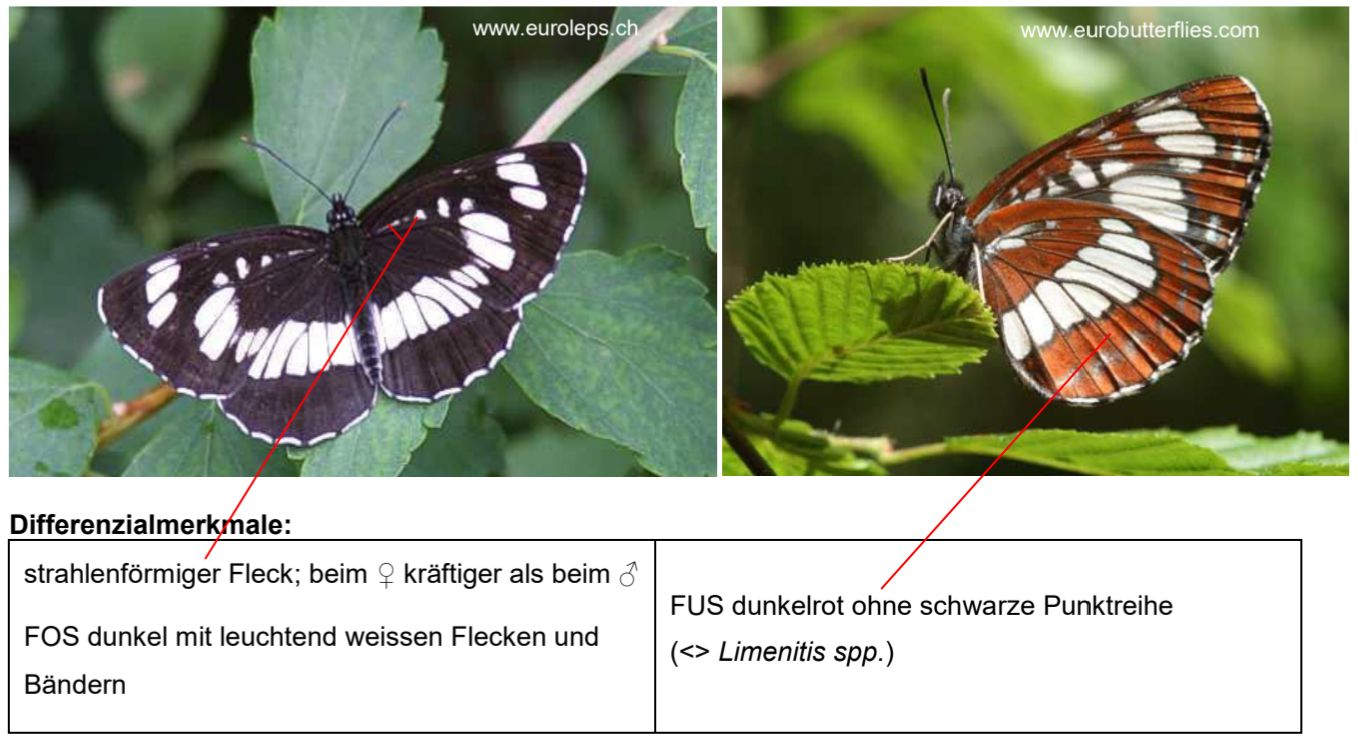 www.euroleps.ch
www.eurobutterflies.com
Differenzialmerkmale:
strahlenförmiger Fleck; beim ♀ kräftiger als beim ♂
FOS dunkel mit leuchtend weissen Flecken und
Bändern
FUS dunkelrot ohne schwarze Punktreihe
(<> Limenitis spp.)